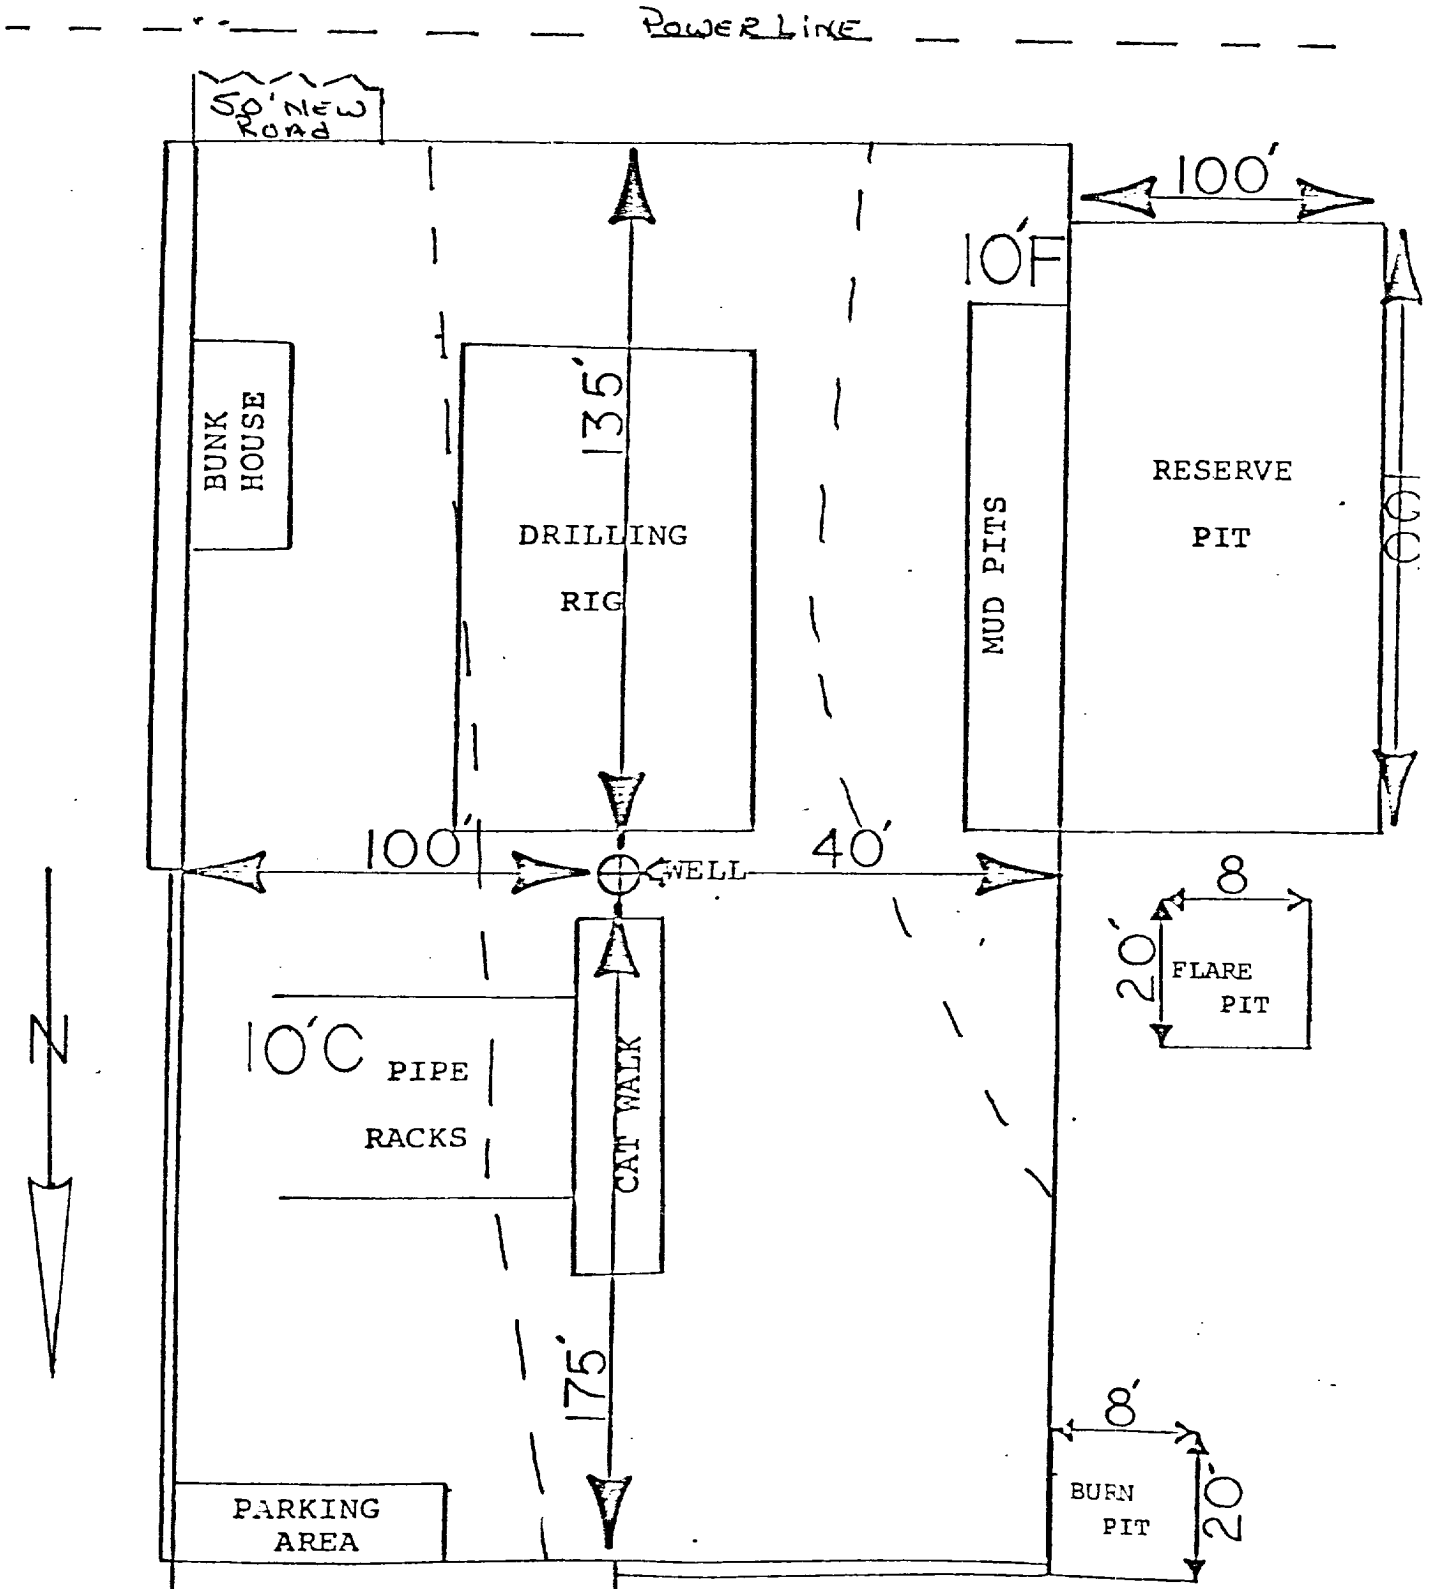 POWER LINE
50' NEW
ROAD
100'
10'F
BUNK
HOUSE
135'
DRILLING
RIG
MUD PITS
RESERVE
PIT
100'
WELL
40'
8
20'
FLARE
PIT
N
10'C
PIPE
RACKS
CAT WALK
175'
8'
20'
BURN
PIT
PARKING
AREA